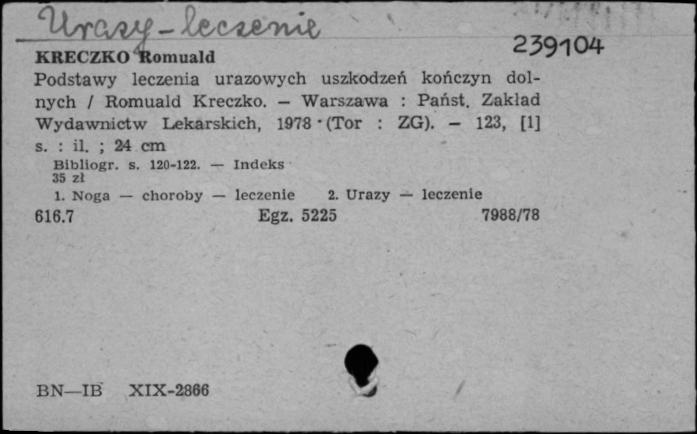 Urazy - leczenie
239104
KRECZKO Romuald
Podstawy leczenia urazowych uszkodzeń kończyn dol-
nych / Romuald Kreczko. — Warszawa : Państ. Zakład
Wydawnictw Lekarskich, 1978 (Tor : ZG). — 123, [1]
s. : il. ; 24 cm
Bibliogr. s. 120-122. — Indeks
35 zł
1. Noga — choroby — leczenie 2. Urazy — leczenie
616.7 Egz. 5225 7988/78
BN—IB XIX-2866